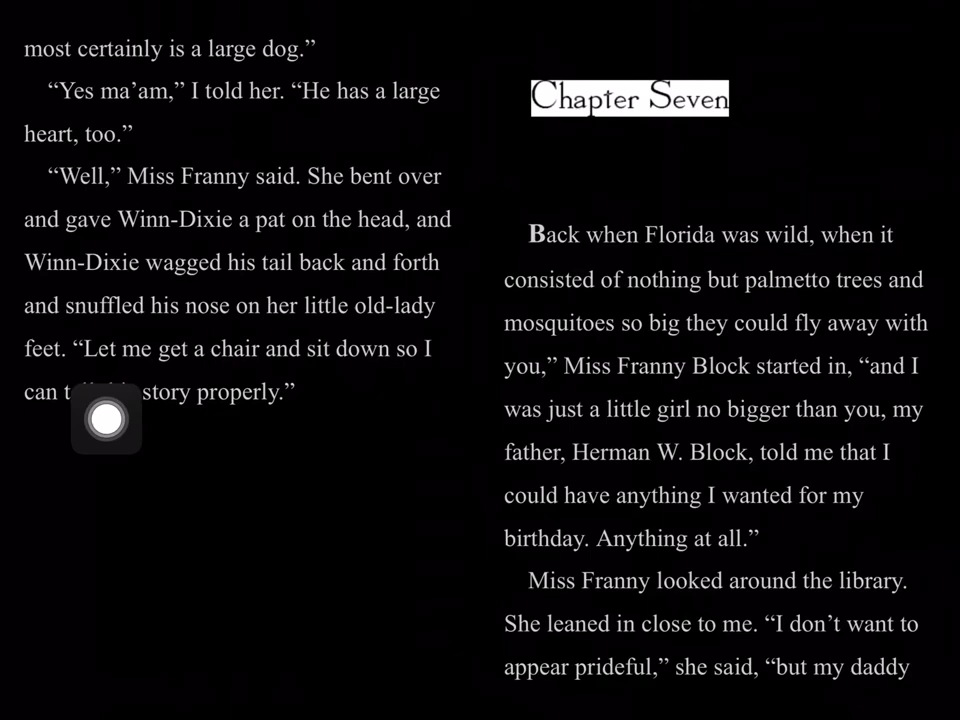 most certainly is a large dog.”
“Yes ma’am,” I told her. “He has a large
heart, too.”
“Well,” Miss Franny said. She bent over
and gave Winn-Dixie a pat on the head, and
Winn-Dixie wagged his tail back and forth
and snuffled his nose on her little old-lady
feet. “Let me get a chair and sit down so I
can story properly.”
Chapter Seven
Back when Florida was wild, when it
consisted of nothing but palmetto trees and
mosquitoes so big they could fly away with
you,” Miss Franny Block started in, “and I
was just a little girl no bigger than you, my
father, Herman W. Block, told me that I
could have anything I wanted for my
birthday. Anything at all.”
Miss Franny looked around the library.
She leaned in close to me. “I don’t want to
appear prideful,” she said, “but my daddy